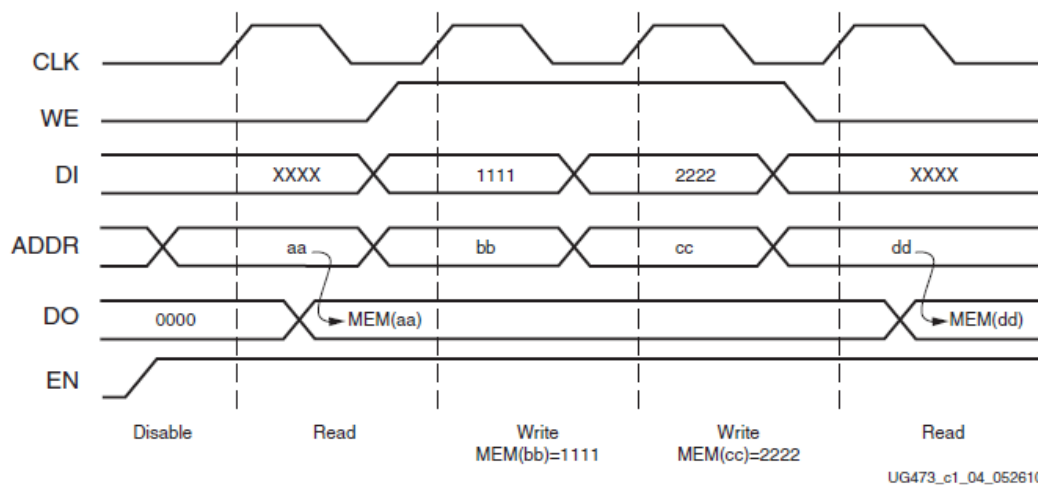 CLK
WE
DI XXXX 1111 2222 XXXX
ADDR aa bb cc dd
DO 0000 MEM(aa) MEM(dd)
EN
Disable Read Write Write Read
MEM(bb)=1111 MEM(cc)=2222
UG473_c1_04_052610